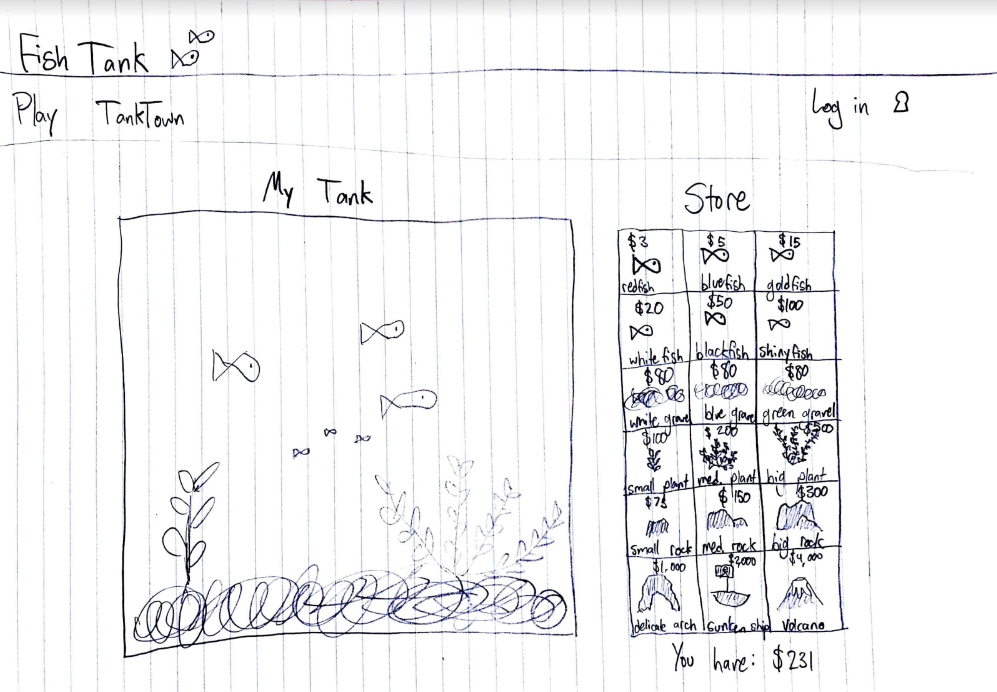 Fish Tank
Play TankTown Log in
My Tank
Store
$3 $5 $15
redfish bluefish goldfish
$20 $50 $100
white fish blackfish shiny fish
$80 $80 $80
white gravel blue gravel green gravel
$100 $200 $500
small plant med. plant big plant
$75 $150 $300
small rock med rock big rock
$1,000 $2000 $4,000
delicate arch sunken ship volcano
You have: $231